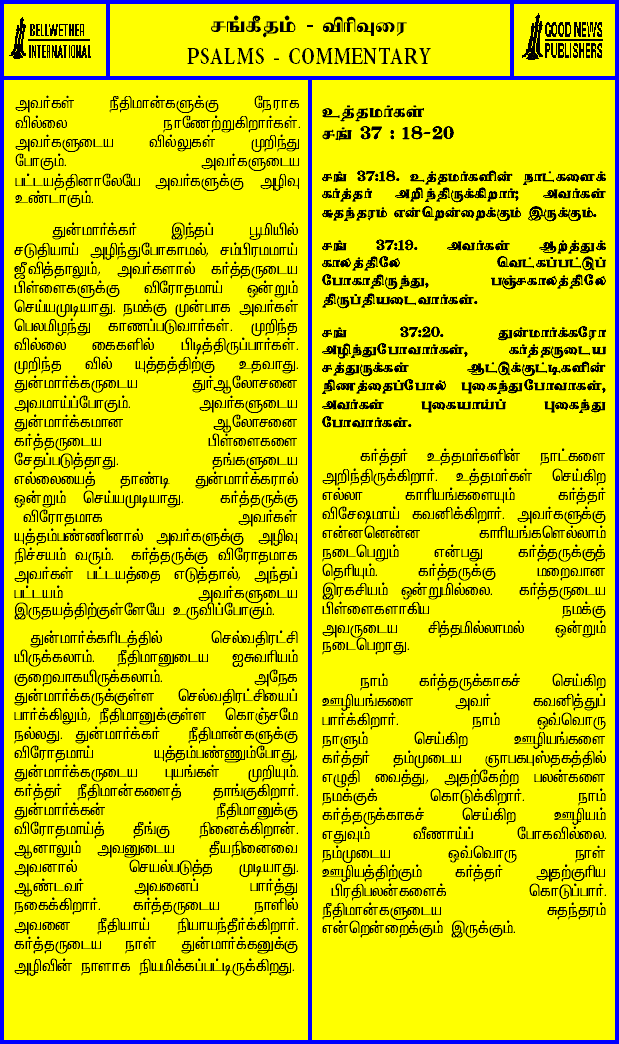 BELLWETHER
INTERNATIONAL
சங்கீதம் - விரிவுரை
PSALMS - COMMENTARY
GOOD NEWS
PUBLISHERS
அவர்கள் நீதிமான்களுக்கு நேராக
வில்லை நாணேற்றுகிறார்கள்.
அவர்களுடைய வில்லுகள் முறிந்து
போகும். அவர்களுடைய
பட்டயத்தினாலேயே அவர்களுக்கு அழிவு
உண்டாகும்.
துன்மார்க்கர் இந்தப் பூமியில்
சடுதியாய் அழிந்துபோகாமல், சம்பிரமமாய்
ஜீவித்தாலும், அவர்களால் கர்த்தருடைய
பிள்ளைகளுக்கு விரோதமாய் ஒன்றும்
செய்யமுடியாது. நமக்கு முன்பாக அவர்கள்
பெலமிழந்து காணப்படுவார்கள். முறிந்த
வில்லை கைகளில் பிடித்திருப்பார்கள்.
முறிந்த வில் யுத்தத்திற்கு உதவாது.
துன்மார்க்கருடைய துர்ஆலோசனை
அவமாய்ப்போகும். அவர்களுடைய
துன்மார்க்கமான ஆலோசனை
கர்த்தருடைய பிள்ளைகளை
சேதப்படுத்தாது. தங்களுடைய
எல்லையைத் தாண்டி துன்மார்க்கரால்
ஒன்றும் செய்யமுடியாது. கர்த்தருக்கு
விரோதமாக அவர்கள்
யுத்தம்பண்ணினால் அவர்களுக்கு அழிவு
நிச்சயம் வரும். கர்த்தருக்கு விரோதமாக
அவர்கள் பட்டயத்தை எடுத்தால், அந்தப்
பட்டயம் அவர்களுடைய
இருதயத்திற்குள்ளேயே உருவிப்போகும்.
துன்மார்க்கரிடத்தில் செல்வதிரட்சி
யிருக்கலாம். நீதிமானுடைய ஐசுவரியம்
குறைவாகயிருக்கலாம். அநேக
துன்மார்க்கருக்குள்ள செல்வதிரட்சியைப்
பார்க்கிலும், நீதிமானுக்குள்ள கொஞ்சமே
நல்லது. துன்மார்க்கர் நீதிமான்களுக்கு
விரோதமாய் யுத்தம்பண்ணும்போது,
துன்மார்க்கருடைய புயங்கள் முறியும்.
கர்த்தர் நீதிமான்களைத் தாங்குகிறார்.
துன்மார்க்கன் நீதிமானுக்கு
விரோதமாய்த் தீங்கு நினைக்கிறான்.
ஆனாலும் அவனுடைய தீயநினைவை
அவனால் செயல்படுத்த முடியாது.
ஆண்டவர் அவனைப் பார்த்து
நகைக்கிறார். கர்த்தருடைய நாளில்
அவனை நீதியாய் நியாயந்தீர்க்கிறார்.
கர்த்தருடைய நாள் துன்மார்க்கனுக்கு
அழிவின் நாளாக நியமிக்கப்பட்டிருக்கிறது.
உத்தமர்கள்
சங் 37 : 18-20
சங் 37:18. உத்தமர்களின் நாட்களைக்
கர்த்தர் அறிந்திருக்கிறார்; அவர்கள்
சுதந்தரம் என்றென்றைக்கும் இருக்கும்.
சங் 37:19. அவர்கள் ஆறத்துக்
காலத்திலே வெட்கப்பட்டுப்
போகாதிருந்து, பஞ்சகாலத்திலே
திருப்தியடைவார்கள்.
சங் 37:20. துன்மார்க்கரோ
அழிந்துபோவார்கள், கர்த்தருடைய
சத்துருக்கள் ஆட்டுக்குட்டிகளின்
நிணத்தைப்போல் புகைந்துபோவாகள்,
அவர்கள் புகையாய்ப் புகைந்து
போவார்கள்.
கர்த்தர் உத்தமர்களின் நாட்களை
அறிந்திருக்கிறார். உத்தமர்கள் செய்கிற
எல்லா காரியங்களையும் கர்த்தர்
விசேஷமாய் கவனிக்கிறார். அவர்களுக்கு
என்னனென்ன காரியங்களெல்லாம்
நடைபெறும் என்பது கர்த்தருக்குத்
தெரியும். கர்த்தருக்கு மறைவான
இரகசியம் ஒன்றுமில்லை. கர்த்தருடைய
பிள்ளைகளாகிய நமக்கு
அவருடைய சித்தமில்லாமல் ஒன்றும்
நடைபெறாது.
நாம் கர்த்தருக்காகச் செய்கிற
ஊழியங்களை அவர் கவனித்துப்
பார்க்கிறார். நாம் ஒவ்வொரு
நாளும் செய்கிற ஊழியங்களை
கர்த்தர் தம்முடைய ஞாபகபுஸ்தகத்தில்
எழுதி வைத்து, அதற்கேற்ற பலன்களை
நமக்குக் கொடுக்கிறார். நாம்
கர்த்தருக்காகச் செய்கிற ஊழியம்
எதுவும் வீணாய்ப் போகவில்லை.
நம்முடைய ஒவ்வொரு நாள்
ஊழியத்திற்கும் கர்த்தர் அதற்குரிய
பிரதிபலன்களைக் கொடுப்பார்.
நீதிமான்களுடைய சுதந்தரம்
என்றென்றைக்கும் இருக்கும்.